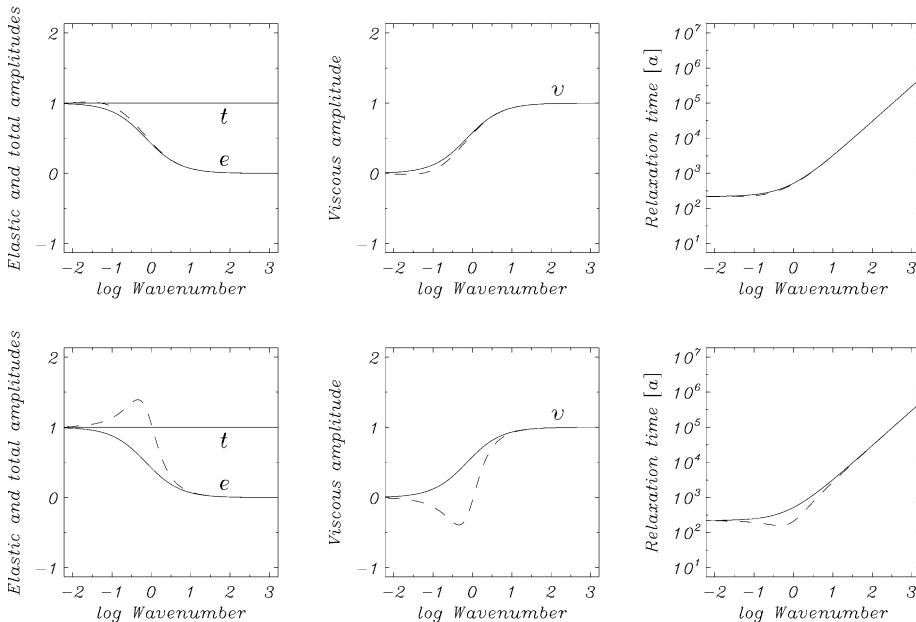 Elastic and total amplitudes
2
1
0
−1
t
e
−2 −1 0 1 2 3
log Wavenumber
Viscous amplitude
2
1
0
−1
v
−2 −1 0 1 2 3
log Wavenumber
Relaxation time [a]
10⁷
10⁶
10⁵
10⁴
10³
10²
10¹
−2 −1 0 1 2 3
log Wavenumber
Elastic and total amplitudes
2
1
0
−1
t
e
−2 −1 0 1 2 3
log Wavenumber
Viscous amplitude
2
1
0
−1
v
−2 −1 0 1 2 3
log Wavenumber
Relaxation time [a]
10⁷
10⁶
10⁵
10⁴
10³
10²
10¹
−2 −1 0 1 2 3
log Wavenumber